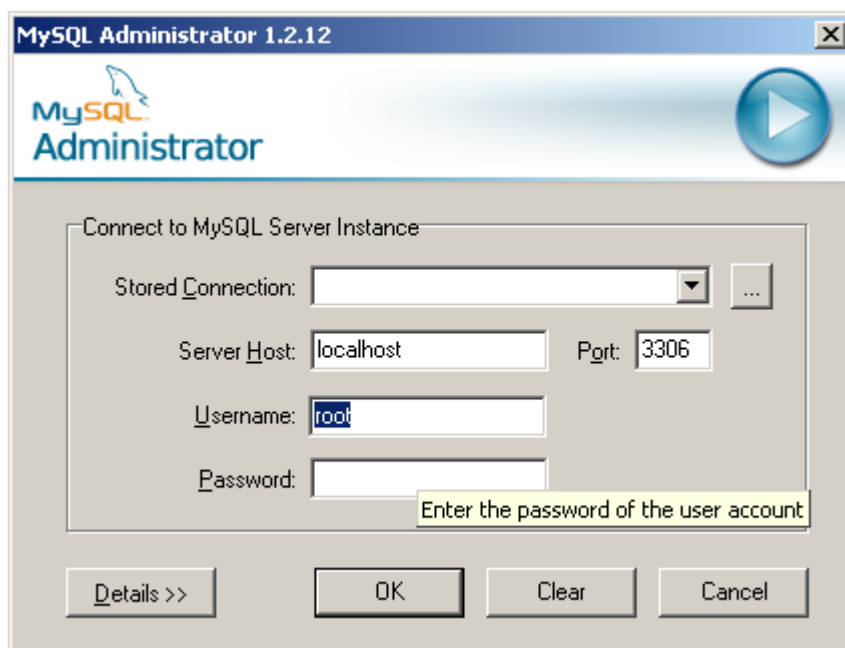 MySQL Administrator 1.2.12
MySQL
Administrator
Connect to MySQL Server Instance
Stored Connection:
...
Server Host: localhost Port: 3306
Username: root
Password:
Enter the password of the user account
Details >> OK Clear Cancel